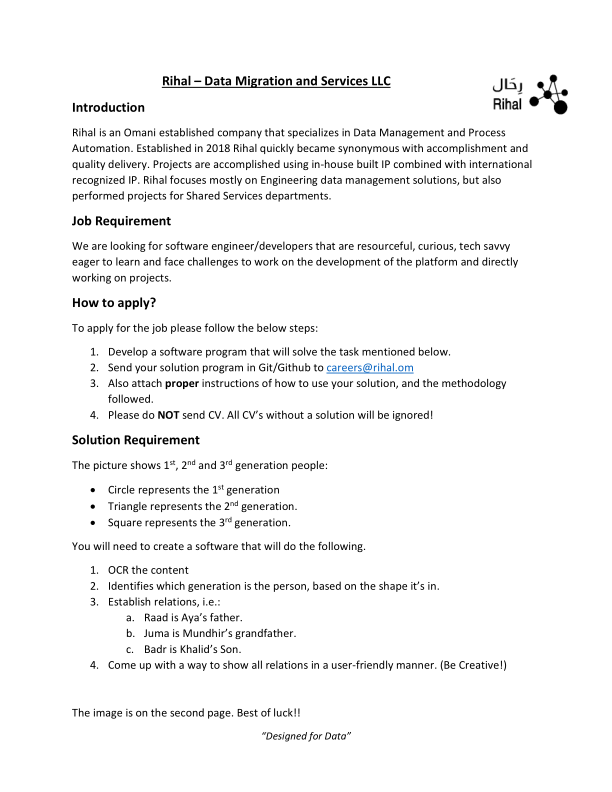 Rihal – Data Migration and Services LLC
رحّال
Rihal
Introduction
Rihal is an Omani established company that specializes in Data Management and Process
Automation. Established in 2018 Rihal quickly became synonymous with accomplishment and
quality delivery. Projects are accomplished using in-house built IP combined with international
recognized IP. Rihal focuses mostly on Engineering data management solutions, but also
performed projects for Shared Services departments.
Job Requirement
We are looking for software engineer/developers that are resourceful, curious, tech savvy
eager to learn and face challenges to work on the development of the platform and directly
working on projects.
How to apply?
To apply for the job please follow the below steps:
1. Develop a software program that will solve the task mentioned below.
2. Send your solution program in Git/Github to careers@rihal.om
3. Also attach proper instructions of how to use your solution, and the methodology
followed.
4. Please do NOT send CV. All CV’s without a solution will be ignored!
Solution Requirement
The picture shows 1st, 2nd and 3rd generation people:
• Circle represents the 1st generation
• Triangle represents the 2nd generation.
• Square represents the 3rd generation.
You will need to create a software that will do the following.
1. OCR the content
2. Identifies which generation is the person, based on the shape it’s in.
3. Establish relations, i.e.:
a. Raad is Aya’s father.
b. Juma is Mundhir’s grandfather.
c. Badr is Khalid’s Son.
4. Come up with a way to show all relations in a user-friendly manner. (Be Creative!)
The image is on the second page. Best of luck!!
“Designed for Data”